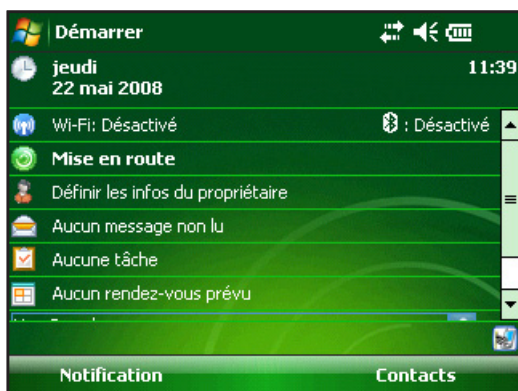 Démarrer
jeudi
22 mai 2008
11:39
Wi-Fi: Désactivé
: Désactivé
Mise en route
Définir les infos du propriétaire
Aucun message non lu
Aucune tâche
Aucun rendez-vous prévu
Notification
Contacts